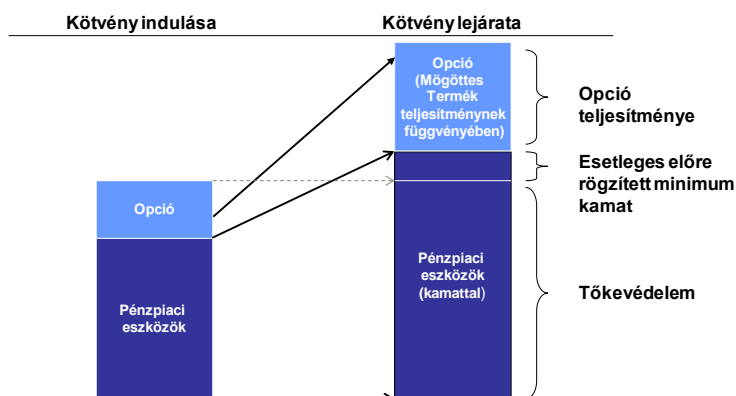 Kötvény indulása
Kötvény lejárata
Opció
(Mögöttes
Termék
teljesítménynek
függvényében)
Opció
teljesítménye
Esetleges előre
rögzített minimum
kamat
Opció
Pénzpiaci
eszközök
(kamattal)
Tőkevédelem
Pénzpiaci
eszközök